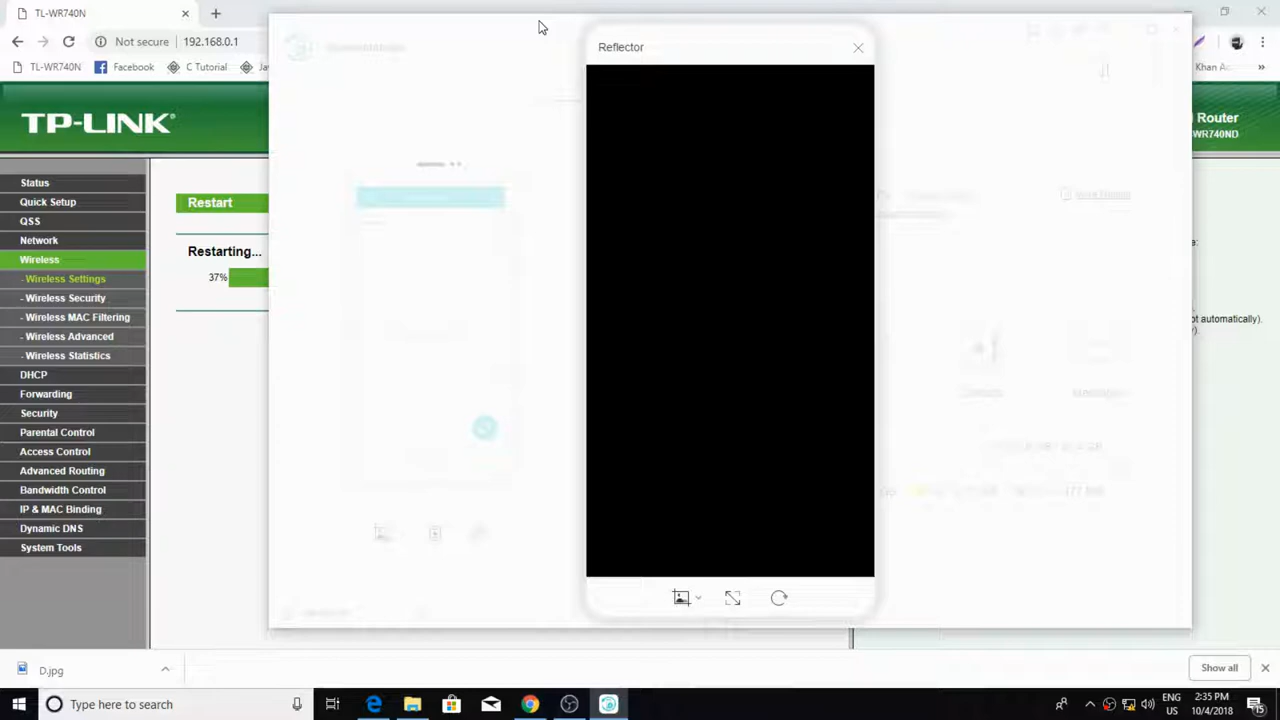 TL-WR740N
Not secure 192.168.0.1
TL-WR740N Facebook C Tutorial
TP-LINK
Router
WR740ND
Status
Quick Setup
QSS
Network
Wireless
- Wireless Settings
- Wireless Security
- Wireless MAC Filtering
- Wireless Advanced
- Wireless Statistics
DHCP
Forwarding
Security
Parental Control
Access Control
Advanced Routing
Bandwidth Control
IP & MAC Binding
Dynamic DNS
System Tools
Restart
Restarting...
37%
Reflector
Contacts
ot automatically).
D.jpg
Show all
Type here to search
ENG
US
2:35 PM
10/4/2018
15